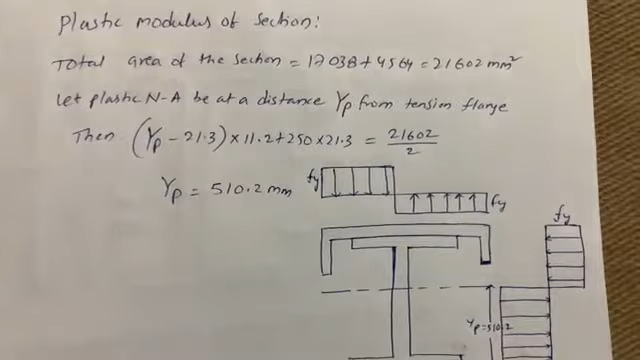 Plastic modulus of section:
Total area of the section = 17038 + 4564 = 21602 mm²
Let plastic N-A be at a distance Yp from tension flange
Then (Yp - 21.3) × 11.2 + 250 × 21.3 = 21602/2
Yp = 510.2 mm
fy
fy
fy
Yp = 510.2